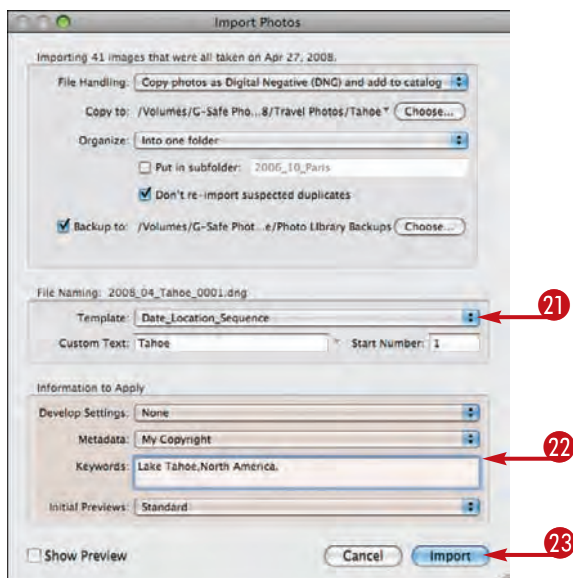 Import Photos
Importing 41 images that were all taken on Apr 27, 2008.
File Handling: Copy photos as Digital Negative (DNG) and add to catalog
Copy to: /Volumes/G-Safe Pho...8/Travel Photos/Tahoe* Choose...
Organize: Into one folder
Put in subfolder: 2006_10_Paris
Don't re-import suspected duplicates
Backup to: /Volumes/G-Safe Phot...e/Photo Library Backups Choose...
File Naming: 2008_04_Tahoe_0001.dng
Template: Date_Location_Sequence 21
Custom Text: Tahoe * Start Number: 1
Information to Apply
Develop Settings: None
Metadata: My Copyright
Keywords: Lake Tahoe,North America. 22
Initial Previews: Standard
Show Preview Cancel Import 23